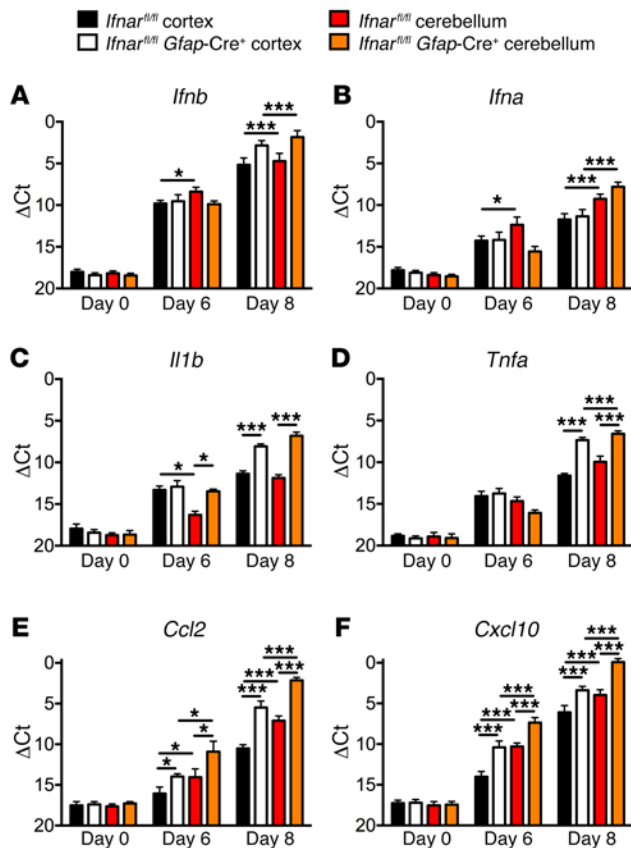 Ifnar^fl/fl cortex
Ifnar^fl/fl cerebellum
Ifnar^fl/fl Gfap-Cre⁺ cortex
Ifnar^fl/fl Gfap-Cre⁺ cerebellum
A
Ifnb
***
***
*
0
5
10
15
20
ΔCt
Day 0 Day 6 Day 8
B
Ifna
***
***
*
0
5
10
15
20
ΔCt
Day 0 Day 6 Day 8
C
Il1b
*** ***
* *
0
5
10
15
20
ΔCt
Day 0 Day 6 Day 8
D
Tnfa
***
*** ***
0
5
10
15
20
ΔCt
Day 0 Day 6 Day 8
E
Ccl2
***
*** ***
***
*
* *
*
0
5
10
15
20
ΔCt
Day 0 Day 6 Day 8
F
Cxcl10
***
*** ***
***
***
*** ***
***
0
5
10
15
20
ΔCt
Day 0 Day 6 Day 8